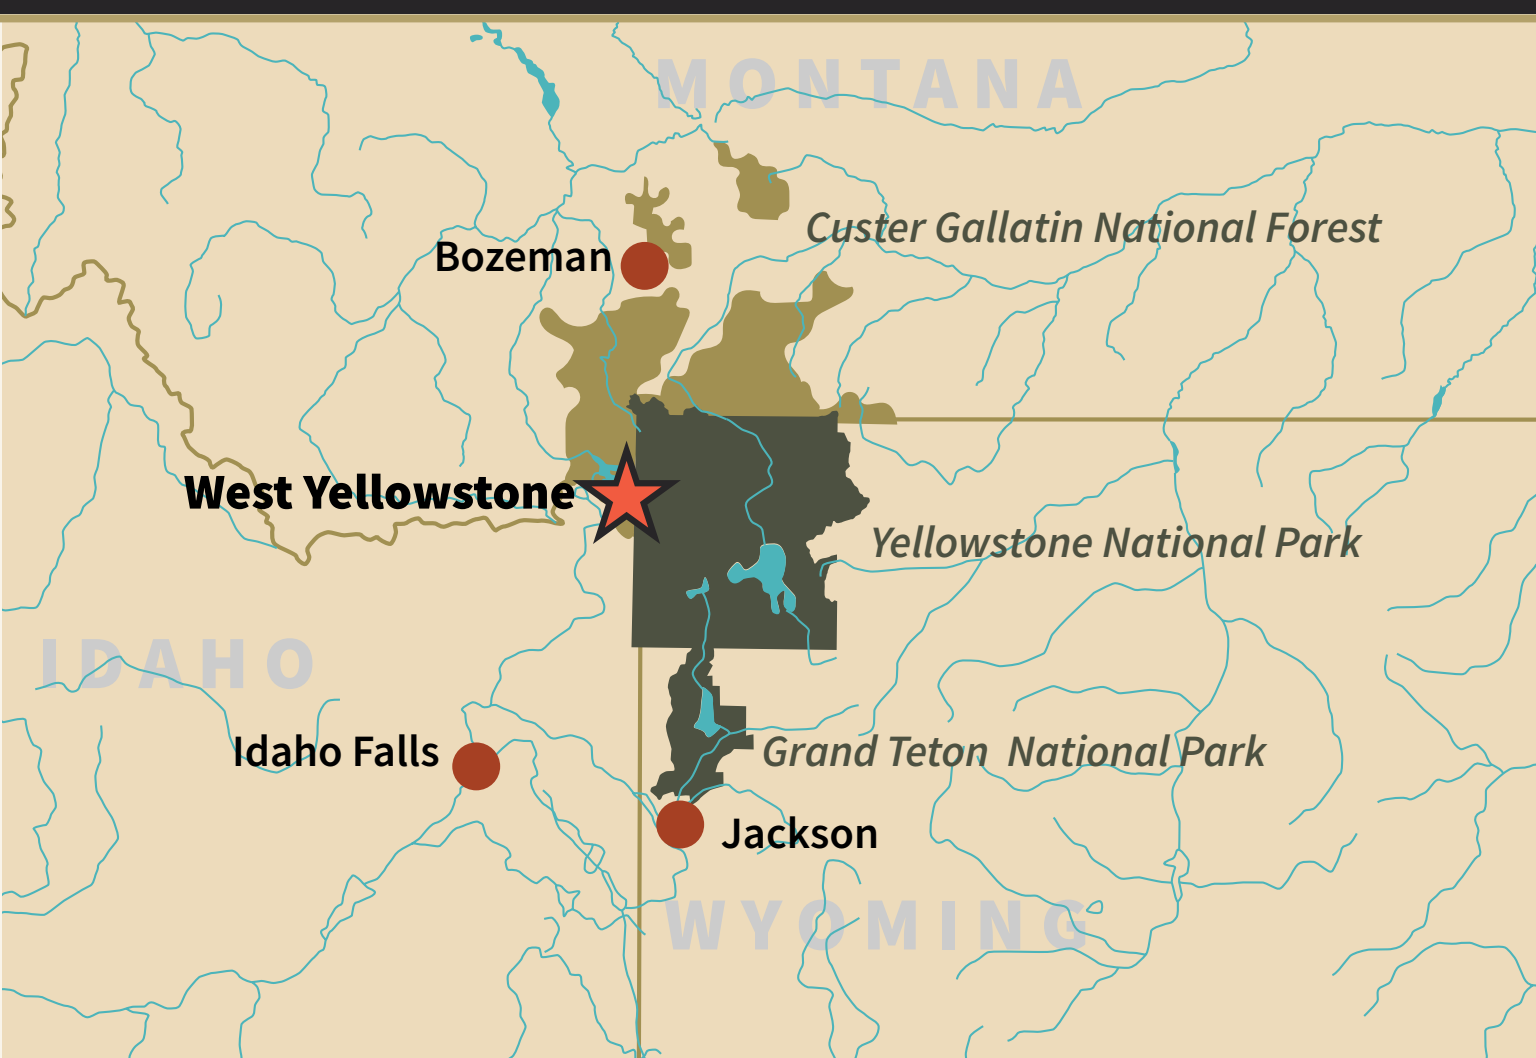 MONTANA
Custer Gallatin National Forest
Bozeman
West Yellowstone
Yellowstone National Park
IDAHO
Idaho Falls
Grand Teton  National Park
Jackson
WYOMING